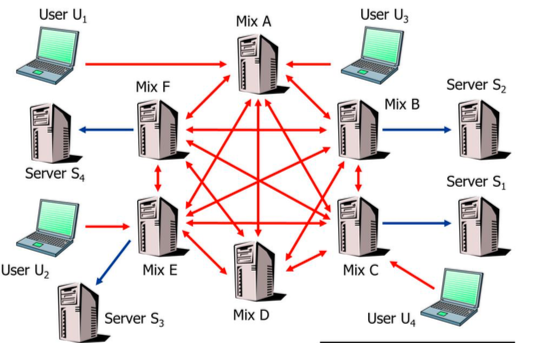 User U₁
Mix A
User U₃
Mix F
Mix B
Server S₂
Server S₄
Server S₁
User U₂
Mix E
Mix C
Mix D
Server S₃
User U₄